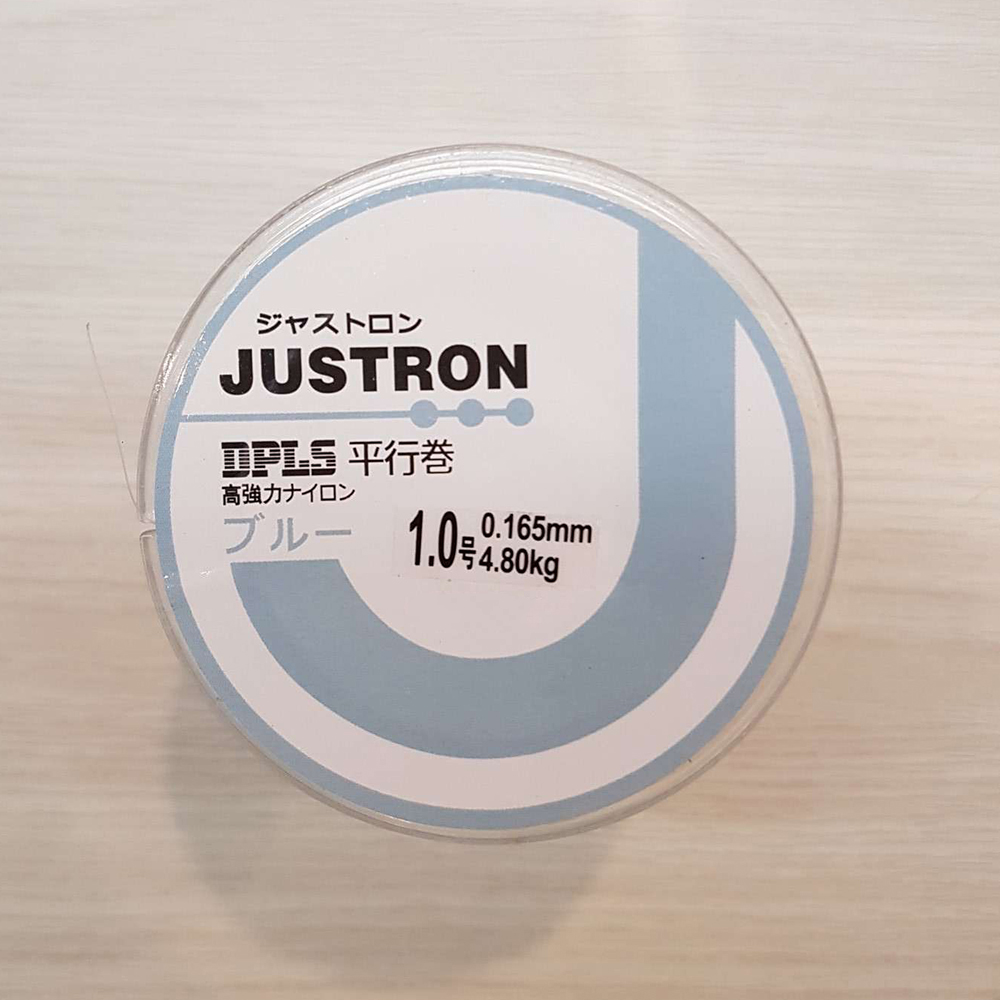 ジャストロン
JUSTRON
DPLS 平行巻
高強力ナイロン
ブルー
1.0号 0.165mm
4.80kg